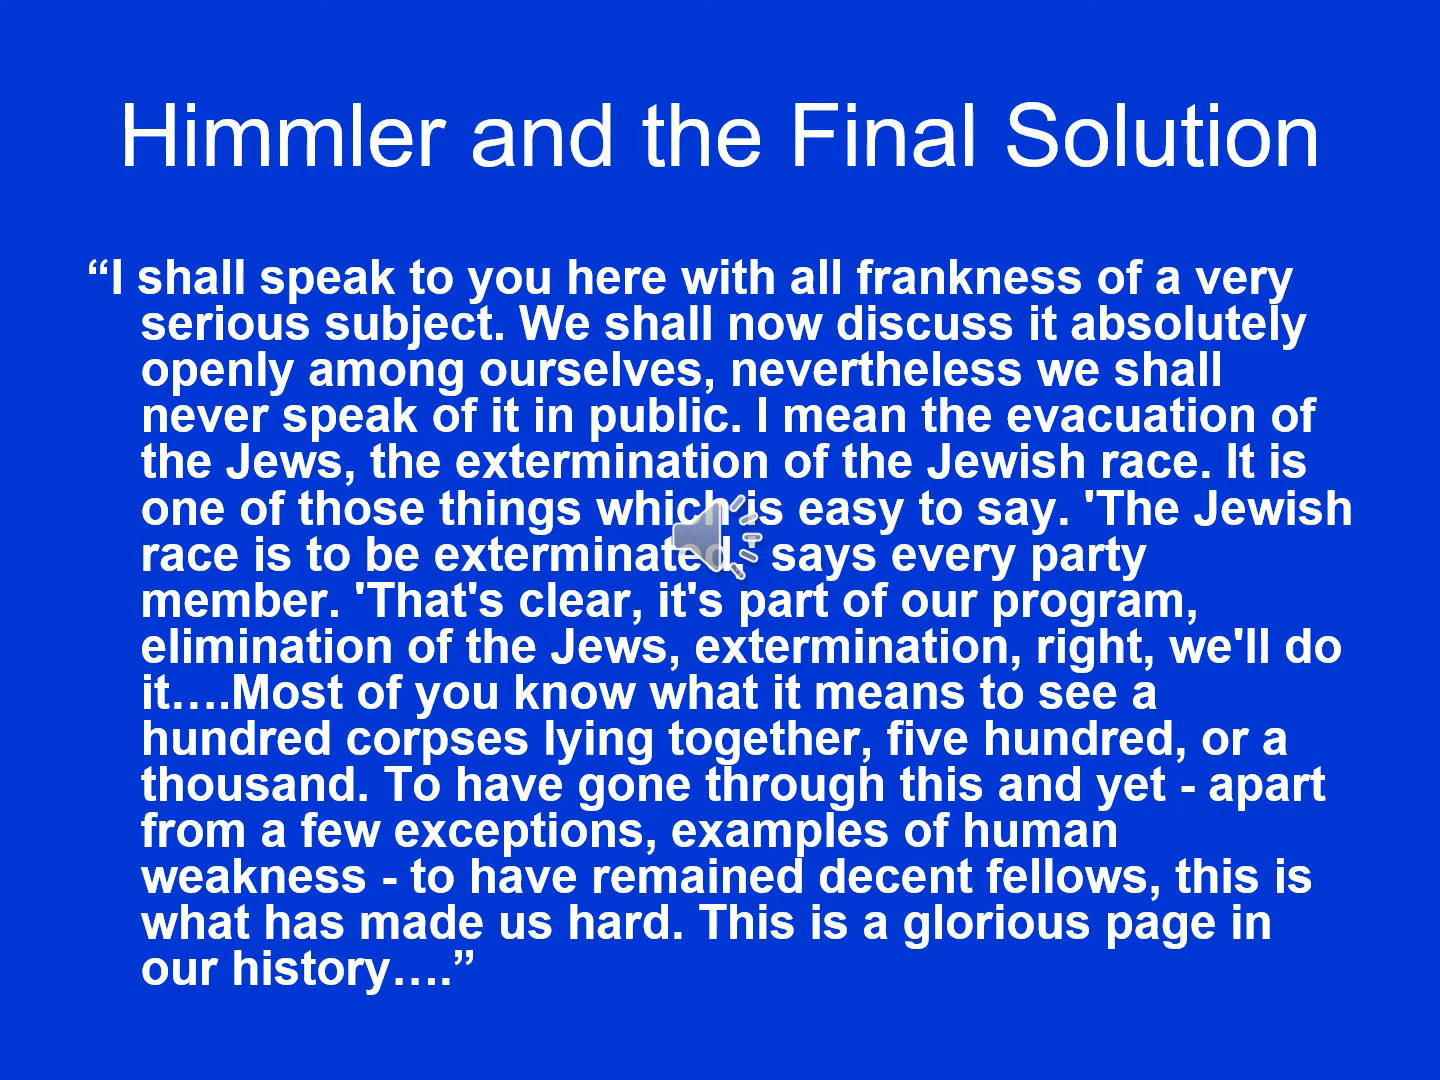 Himmler and the Final Solution
“I shall speak to you here with all frankness of a very
serious subject. We shall now discuss it absolutely
openly among ourselves, nevertheless we shall
never speak of it in public. I mean the evacuation of
the Jews, the extermination of the Jewish race. It is
one of those things which is easy to say. 'The Jewish
race is to be exterminated,' says every party
member. 'That's clear, it's part of our program,
elimination of the Jews, extermination, right, we'll do
it….Most of you know what it means to see a
hundred corpses lying together, five hundred, or a
thousand. To have gone through this and yet - apart
from a few exceptions, examples of human
weakness - to have remained decent fellows, this is
what has made us hard. This is a glorious page in
our history….”